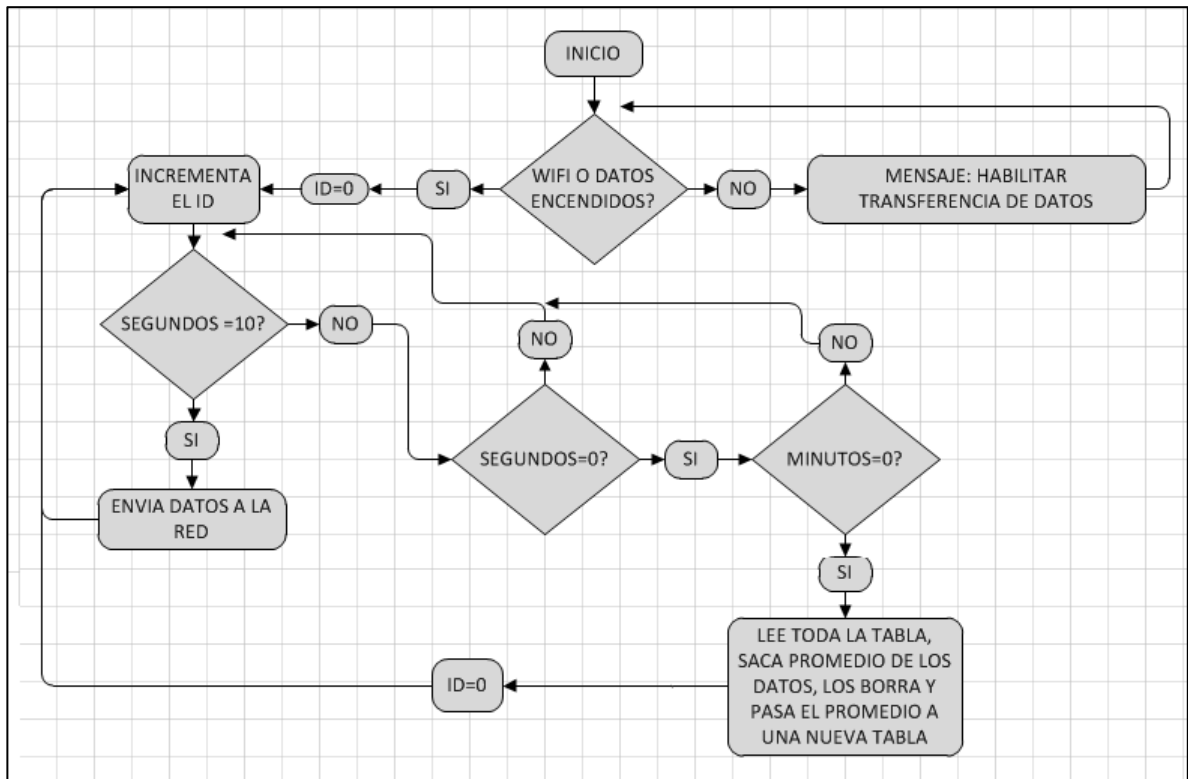 INICIO
WIFI O DATOS
ENCENDIDOS?
SI
ID=0
INCREMENTA
EL ID
NO
MENSAJE: HABILITAR
TRANSFERENCIA DE DATOS
SEGUNDOS =10?
NO
NO
NO
SI
SEGUNDOS=0?
SI
MINUTOS=0?
ENVIA DATOS A LA
RED
SI
LEE TODA LA TABLA,
SACA PROMEDIO DE LOS
DATOS, LOS BORRA Y
PASA EL PROMEDIO A
UNA NUEVA TABLA
ID=0